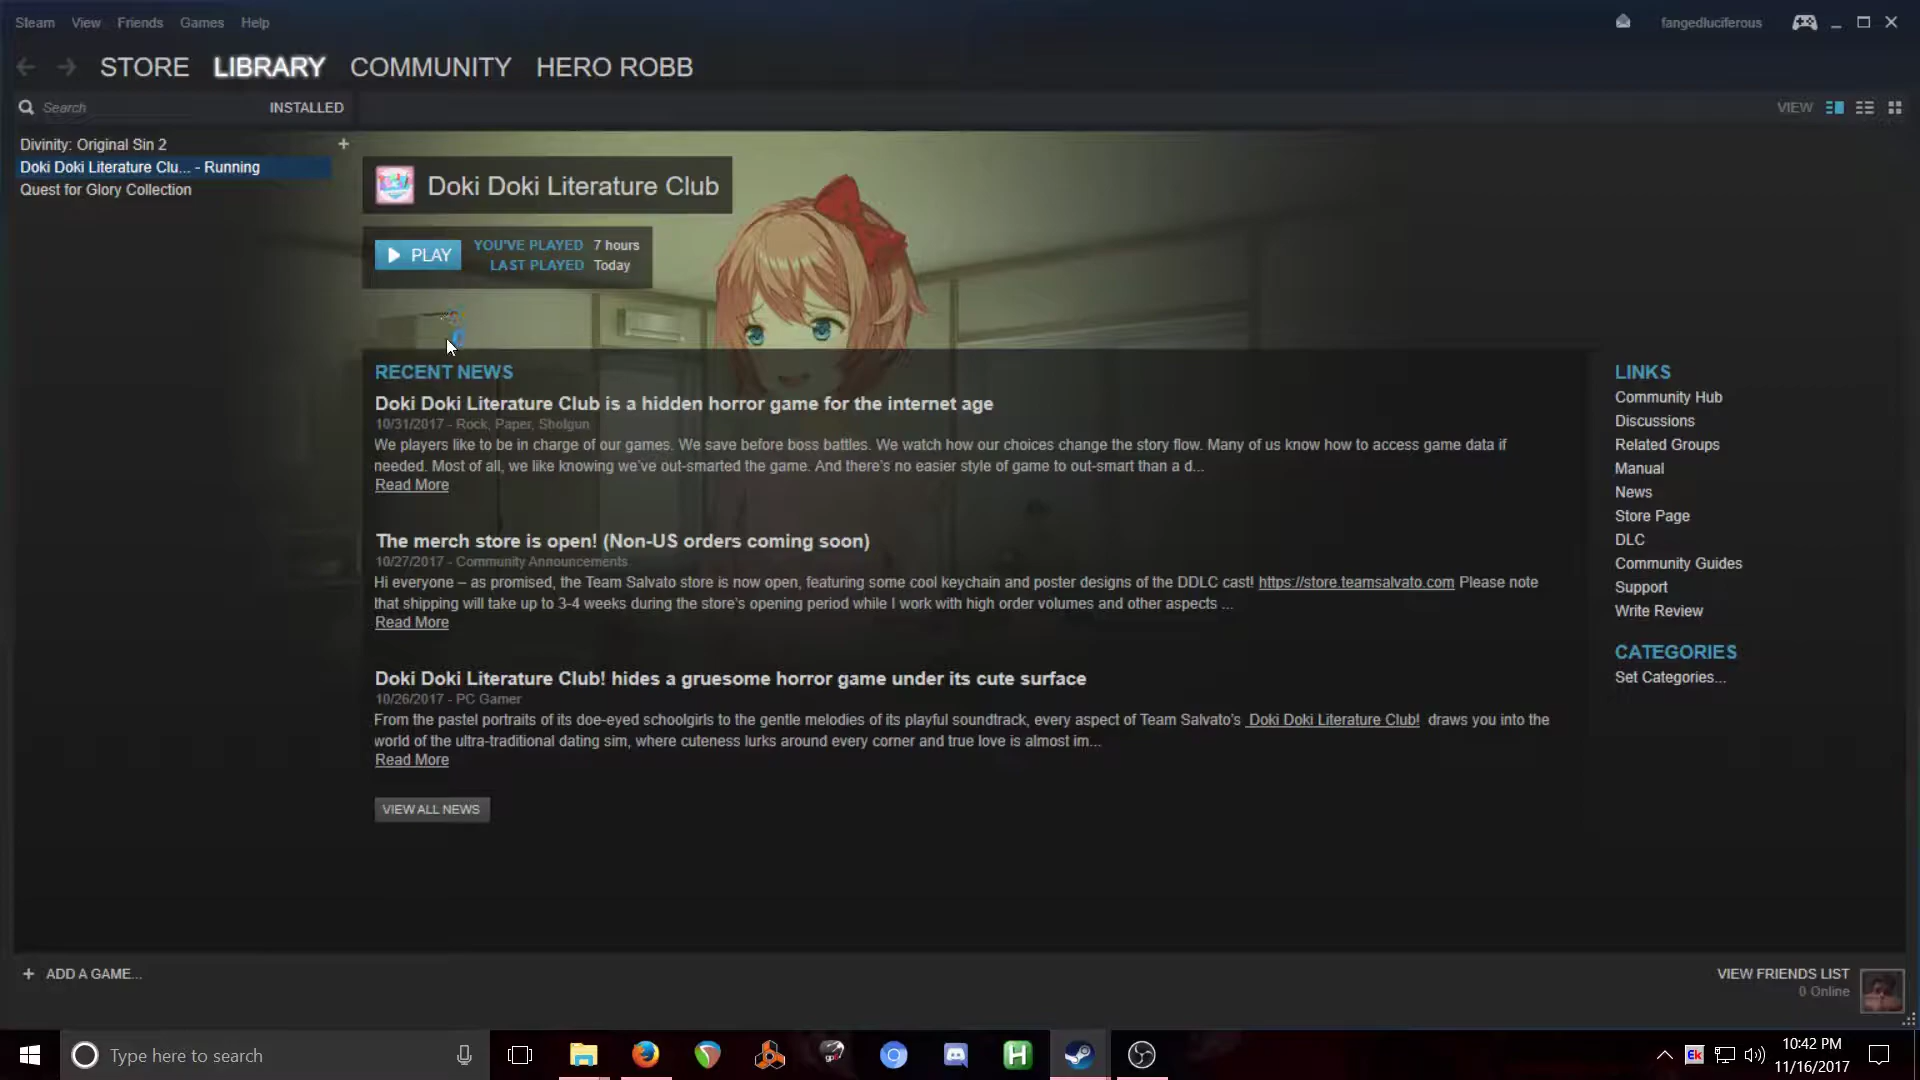 Steam View Friends Games Help
fangedluciferous
STORE LIBRARY COMMUNITY HERO ROBB
Search INSTALLED
VIEW
Divinity: Original Sin 2
Doki Doki Literature Clu... - Running
Quest for Glory Collection
Doki Doki Literature Club
PLAY
YOU'VE PLAYED 7 hours
LAST PLAYED Today
RECENT NEWS
Doki Doki Literature Club is a hidden horror game for the internet age
10/31/2017 - Rock, Paper, Shotgun
We players like to be in charge of our games. We save before boss battles. We watch how our choices change the story flow. Many of us know how to access game data if
needed. Most of all, we like knowing we've out-smarted the game. And there's no easier style of game to out-smart than a d...
Read More
The merch store is open! (Non-US orders coming soon)
10/27/2017 - Community Announcements
Hi everyone – as promised, the Team Salvato store is now open, featuring some cool keychain and poster designs of the DDLC cast! https://store.teamsalvato.com Please note
that shipping will take up to 3-4 weeks during the store's opening period while I work with high order volumes and other aspects ...
Read More
Doki Doki Literature Club! hides a gruesome horror game under its cute surface
10/26/2017 - PC Gamer
From the pastel portraits of its doe-eyed schoolgirls to the gentle melodies of its playful soundtrack, every aspect of Team Salvato's Doki Doki Literature Club! draws you into the
world of the ultra-traditional dating sim, where cuteness lurks around every corner and true love is almost im...
Read More
VIEW ALL NEWS
LINKS
Community Hub
Discussions
Related Groups
Manual
News
Store Page
DLC
Community Guides
Support
Write Review
CATEGORIES
Set Categories...
+ ADD A GAME...
VIEW FRIENDS LIST
0 Online
Type here to search
Ek
10:42 PM
11/16/2017